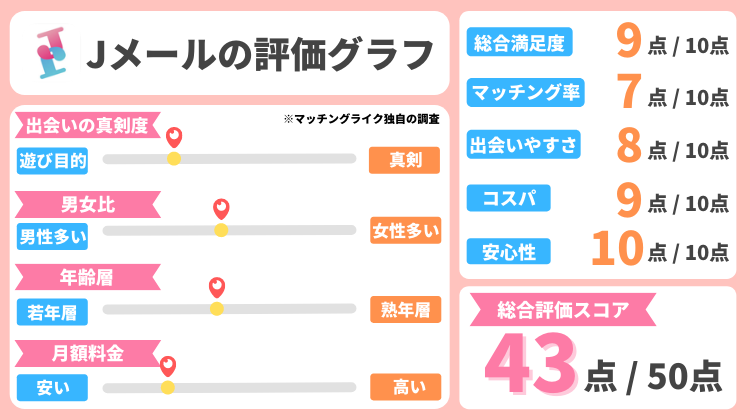 Jメールの評価グラフ
※マッチングライク独自の調査
出会いの真剣度
遊び目的 真剣
男女比
男性多い 女性多い
年齢層
若年層 熟年層
月額料金
安い 高い
総合満足度 9点 / 10点
マッチング率 7点 / 10点
出会いやすさ 8点 / 10点
コスパ 9点 / 10点
安心性 10点 / 10点
総合評価スコア
43点 / 50点